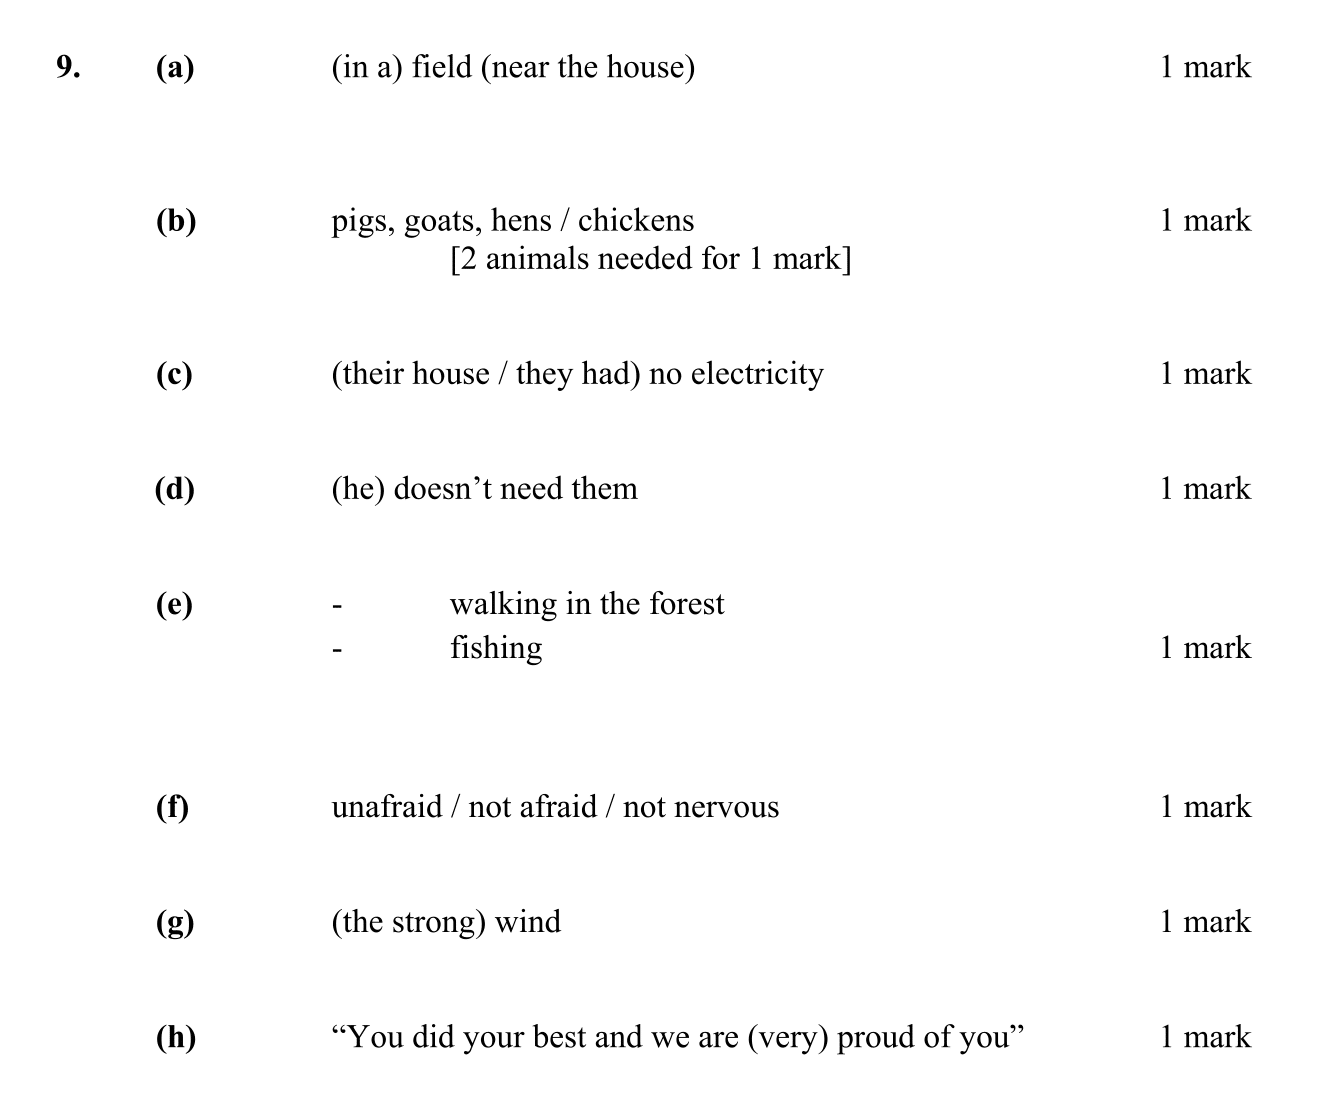 9. (a) (in a) field (near the house) 1 mark
(b) pigs, goats, hens / chickens 1 mark
[2 animals needed for 1 mark]
(c) (their house / they had) no electricity 1 mark
(d) (he) doesn’t need them 1 mark
(e) - walking in the forest
- fishing 1 mark
(f) unafraid / not afraid / not nervous 1 mark
(g) (the strong) wind 1 mark
(h) “You did your best and we are (very) proud of you” 1 mark